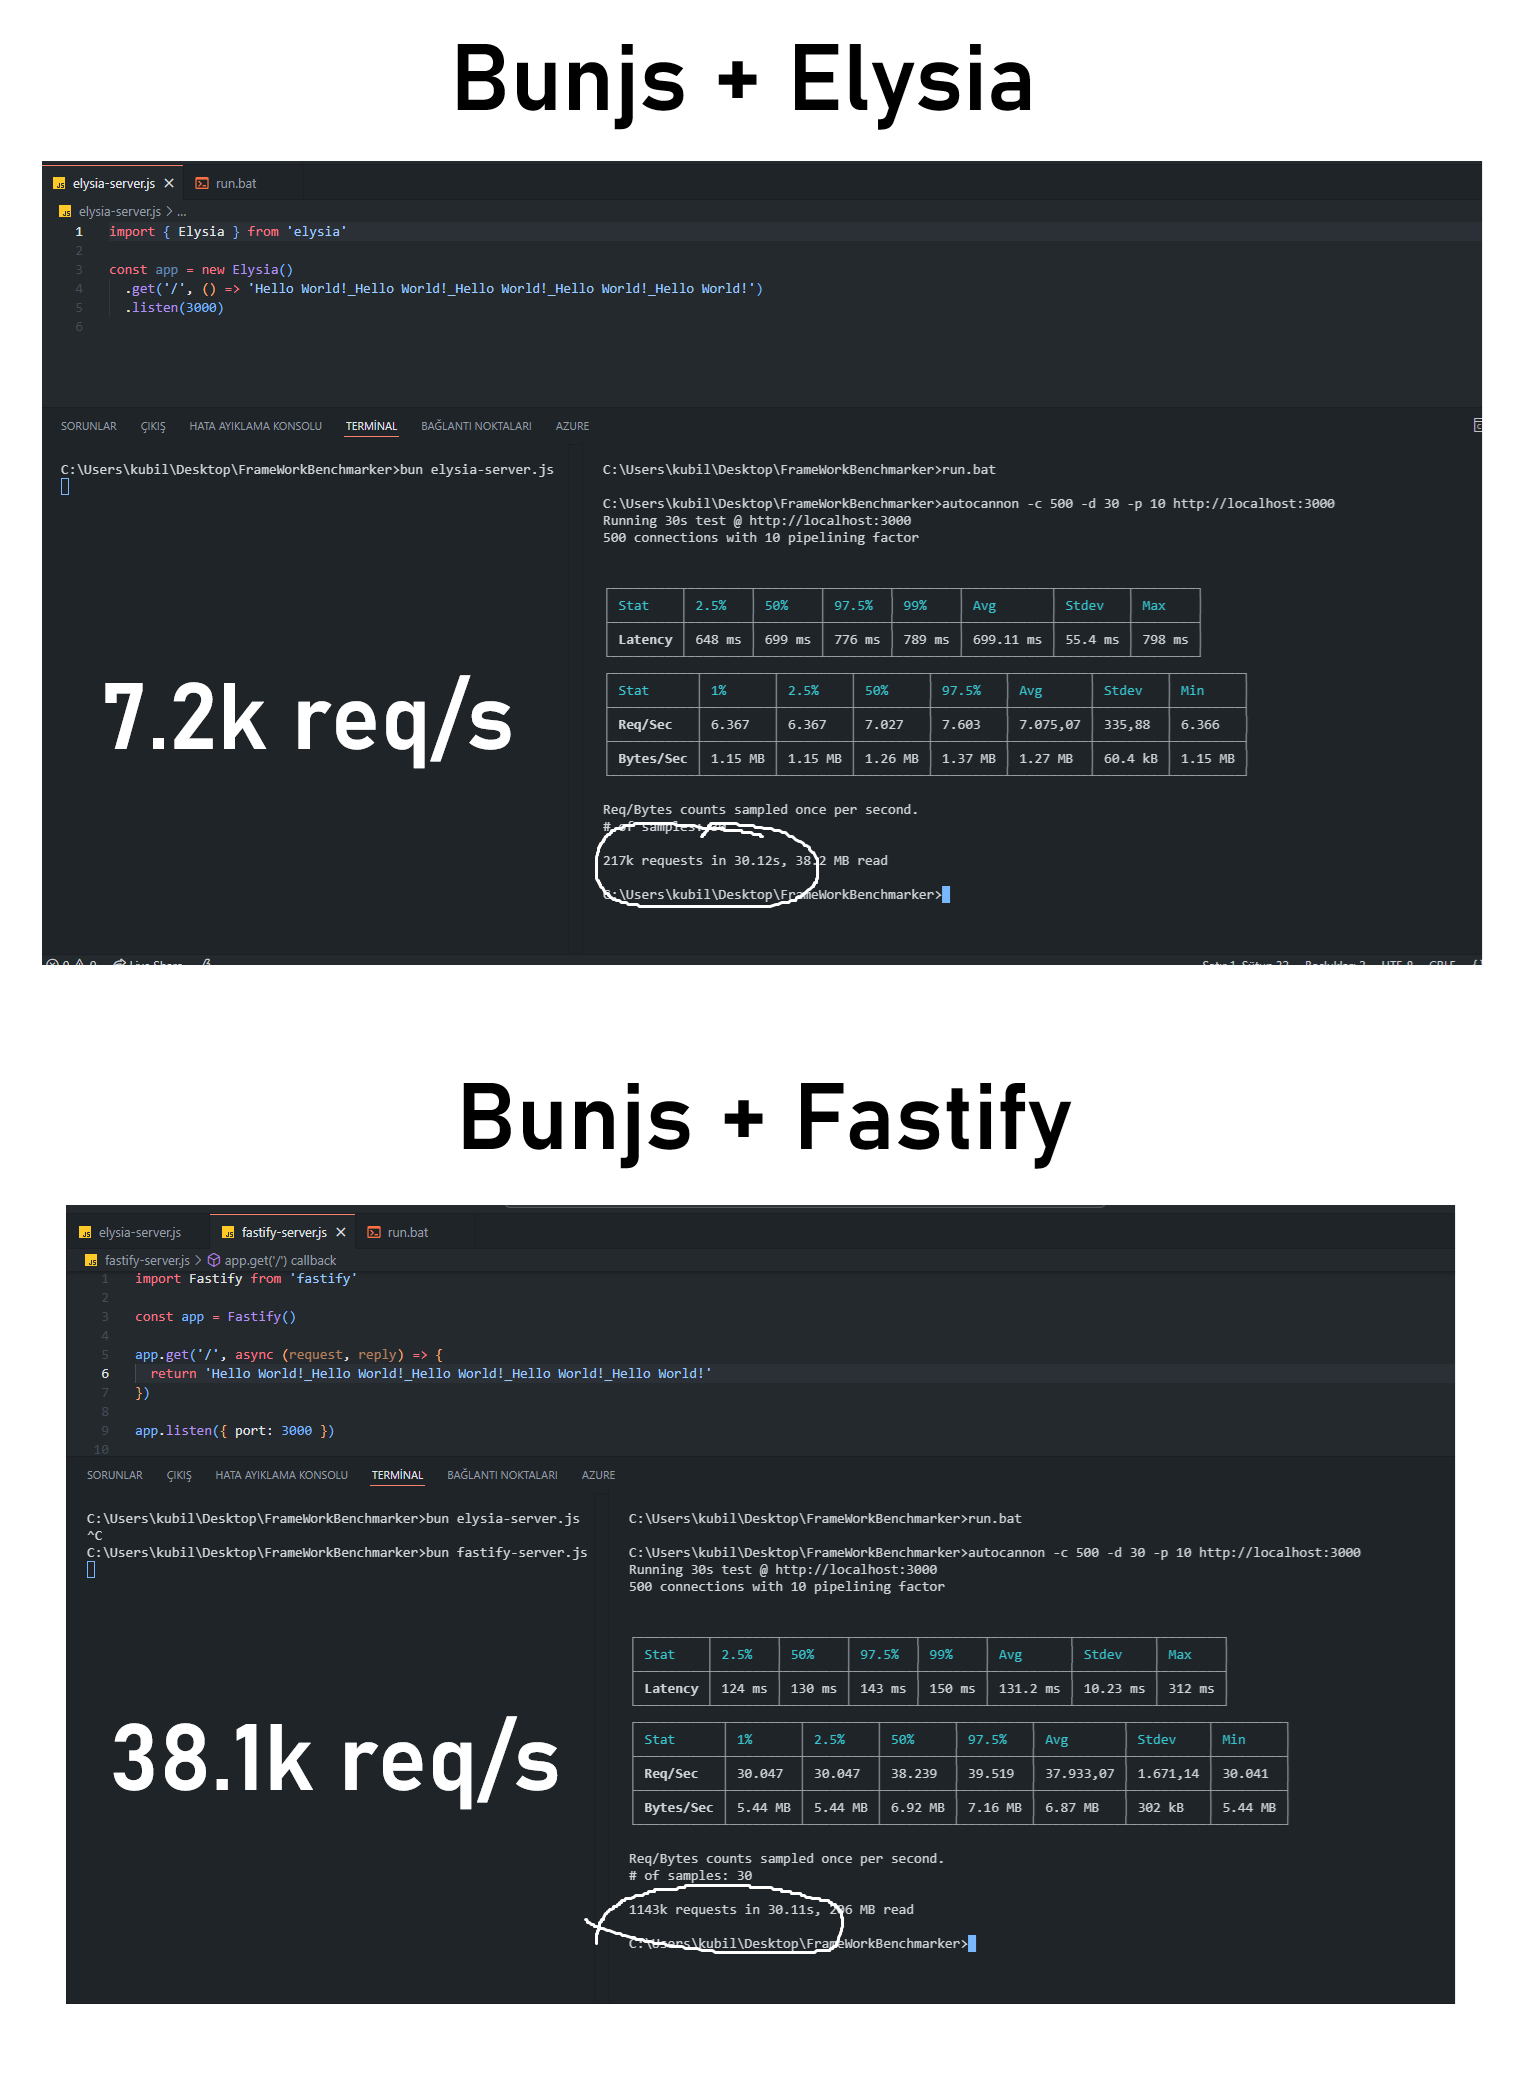 Bunjs + Elysia
elysia-server.js
run.bat
elysia-server.js > ...
1 import { Elysia } from 'elysia'
2
3 const app = new Elysia()
4 .get('/', () => 'Hello World!_Hello World!_Hello World!_Hello World!_Hello World!')
5 .listen(3000)
6
SORUNLAR ÇIKIŞ HATA AYIKLAMA KONSOLU TERMİNAL BAĞLANTI NOKTALARI AZURE
C:\Users\kubil\Desktop\FrameWorkBenchmarker>bun elysia-server.js
7.2k req/s
C:\Users\kubil\Desktop\FrameWorkBenchmarker>run.bat
C:\Users\kubil\Desktop\FrameWorkBenchmarker>autocannon -c 500 -d 30 -p 10 http://localhost:3000
Running 30s test @ http://localhost:3000
500 connections with 10 pipelining factor
Stat 2.5% 50% 97.5% 99% Avg Stdev Max
Latency 648 ms 699 ms 776 ms 789 ms 699.11 ms 55.4 ms 798 ms
Stat 1% 2.5% 50% 97.5% Avg Stdev Min
Req/Sec 6.367 6.367 7.027 7.603 7.075,07 335,88 6.366
Bytes/Sec 1.15 MB 1.15 MB 1.26 MB 1.37 MB 1.27 MB 60.4 kB 1.15 MB
Req/Bytes counts sampled once per second.
# of samples: 30
217k requests in 30.12s, 38.2 MB read
C:\Users\kubil\Desktop\FrameWorkBenchmarker>
Bunjs + Fastify
elysia-server.js
fastify-server.js
run.bat
fastify-server.js > app.get('/') callback
1 import Fastify from 'fastify'
2
3 const app = Fastify()
4
5 app.get('/', async (request, reply) => {
6 return 'Hello World!_Hello World!_Hello World!_Hello World!_Hello World!'
7 })
8
9 app.listen({ port: 3000 })
10
SORUNLAR ÇIKIŞ HATA AYIKLAMA KONSOLU TERMİNAL BAĞLANTI NOKTALARI AZURE
C:\Users\kubil\Desktop\FrameWorkBenchmarker>bun elysia-server.js
^C
C:\Users\kubil\Desktop\FrameWorkBenchmarker>bun fastify-server.js
38.1k req/s
C:\Users\kubil\Desktop\FrameWorkBenchmarker>run.bat
C:\Users\kubil\Desktop\FrameWorkBenchmarker>autocannon -c 500 -d 30 -p 10 http://localhost:3000
Running 30s test @ http://localhost:3000
500 connections with 10 pipelining factor
Stat 2.5% 50% 97.5% 99% Avg Stdev Max
Latency 124 ms 130 ms 143 ms 150 ms 131.2 ms 10.23 ms 312 ms
Stat 1% 2.5% 50% 97.5% Avg Stdev Min
Req/Sec 30.047 30.047 38.239 39.519 37.933,07 1.671,14 30.041
Bytes/Sec 5.44 MB 5.44 MB 6.92 MB 7.16 MB 6.87 MB 302 kB 5.44 MB
Req/Bytes counts sampled once per second.
# of samples: 30
1143k requests in 30.11s, 206 MB read
C:\Users\kubil\Desktop\FrameWorkBenchmarker>